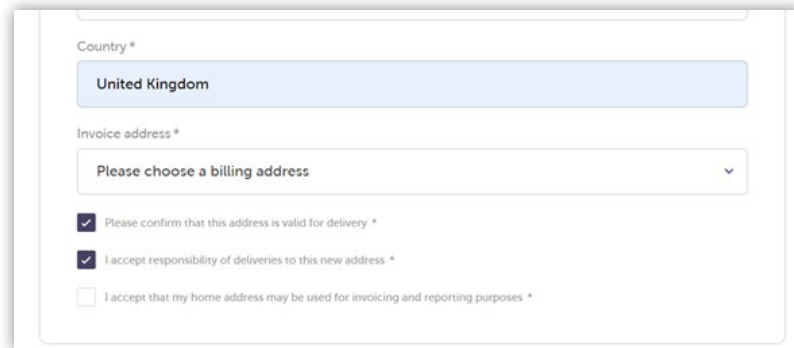 Country *
United Kingdom
Invoice address *
Please choose a billing address
Please confirm that this address is valid for delivery *
I accept responsibility of deliveries to this new address *
I accept that my home address may be used for invoicing and reporting purposes *